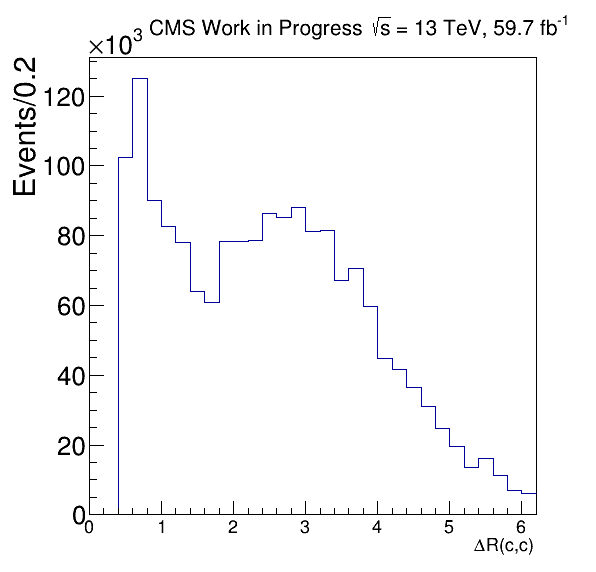 ×10³ CMS Work in Progress √s = 13 TeV, 59.7 fb⁻¹
Events/0.2
120
100
80
60
40
20
0
0 1 2 3 4 5 6
ΔR(c,c)